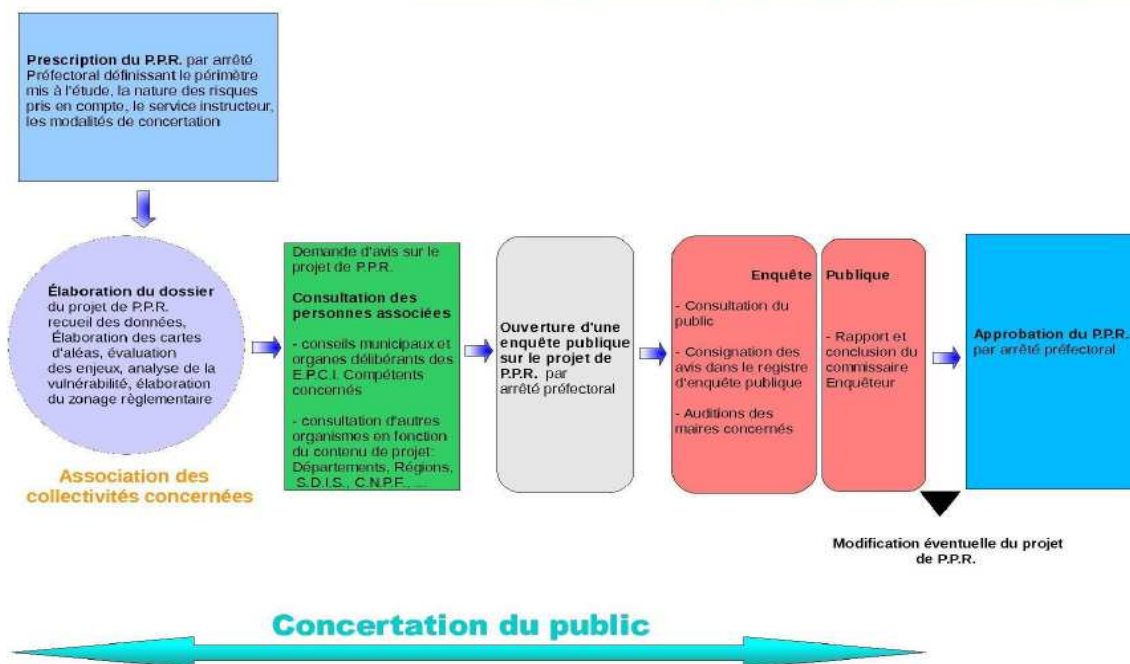 Prescription du P.P.R. par arrêté
Préfectoral définissant le périmètre
mis à l'étude, la nature des risques
pris en compte, le service instructeur,
les modalités de concertation
Élaboration du dossier
du projet de P.P.R.
recueil des données,
Élaboration des cartes
d'aléas, évaluation
des enjeux, analyse de la
vulnérabilité, élaboration
du zonage règlementaire
Association des
collectivités concernées
Demande d'avis sur le
projet de P.P.R.
Consultation des
personnes associées
- conseils municipaux et
organes délibérants des
E.P.C.I. Compétents
concernés
- consultation d'autres
organismes en fonction
du contenu de projet:
Départements, Régions,
S.D.I.S., C.N.P.F., ...
Ouverture d'une
enquête publique
sur le projet de
P.P.R. par
arrêté préfectoral
Enquête
- Consultation du
public
- Consignation des
avis dans le registre
d'enquête publique
- Auditions des
maires concernés
Publique
- Rapport et
conclusion du
commissaire
Enquêteur
Approbation du P.P.R.
par arrêté préfectoral
Modification éventuelle du projet
de P.P.R.
Concertation du public